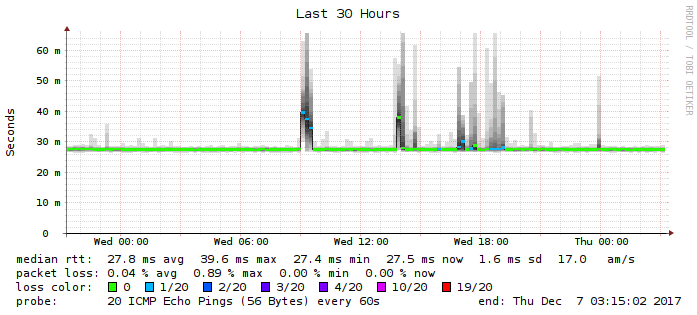 Last 30 Hours
RRDTOOL / TOBI OETIKER
Seconds
60 m
50 m
40 m
30 m
20 m
10 m
0
Wed 00:00 Wed 06:00 Wed 12:00 Wed 18:00 Thu 00:00
median rtt: 27.8 ms avg 39.6 ms max 27.4 ms min 27.5 ms now 1.6 ms sd 17.0 am/s
packet loss: 0.04 % avg 0.89 % max 0.00 % min 0.00 % now
loss color: 0 1/20 2/20 3/20 4/20 10/20 19/20
probe: 20 ICMP Echo Pings (56 Bytes) every 60s end: Thu Dec 7 03:15:02 2017